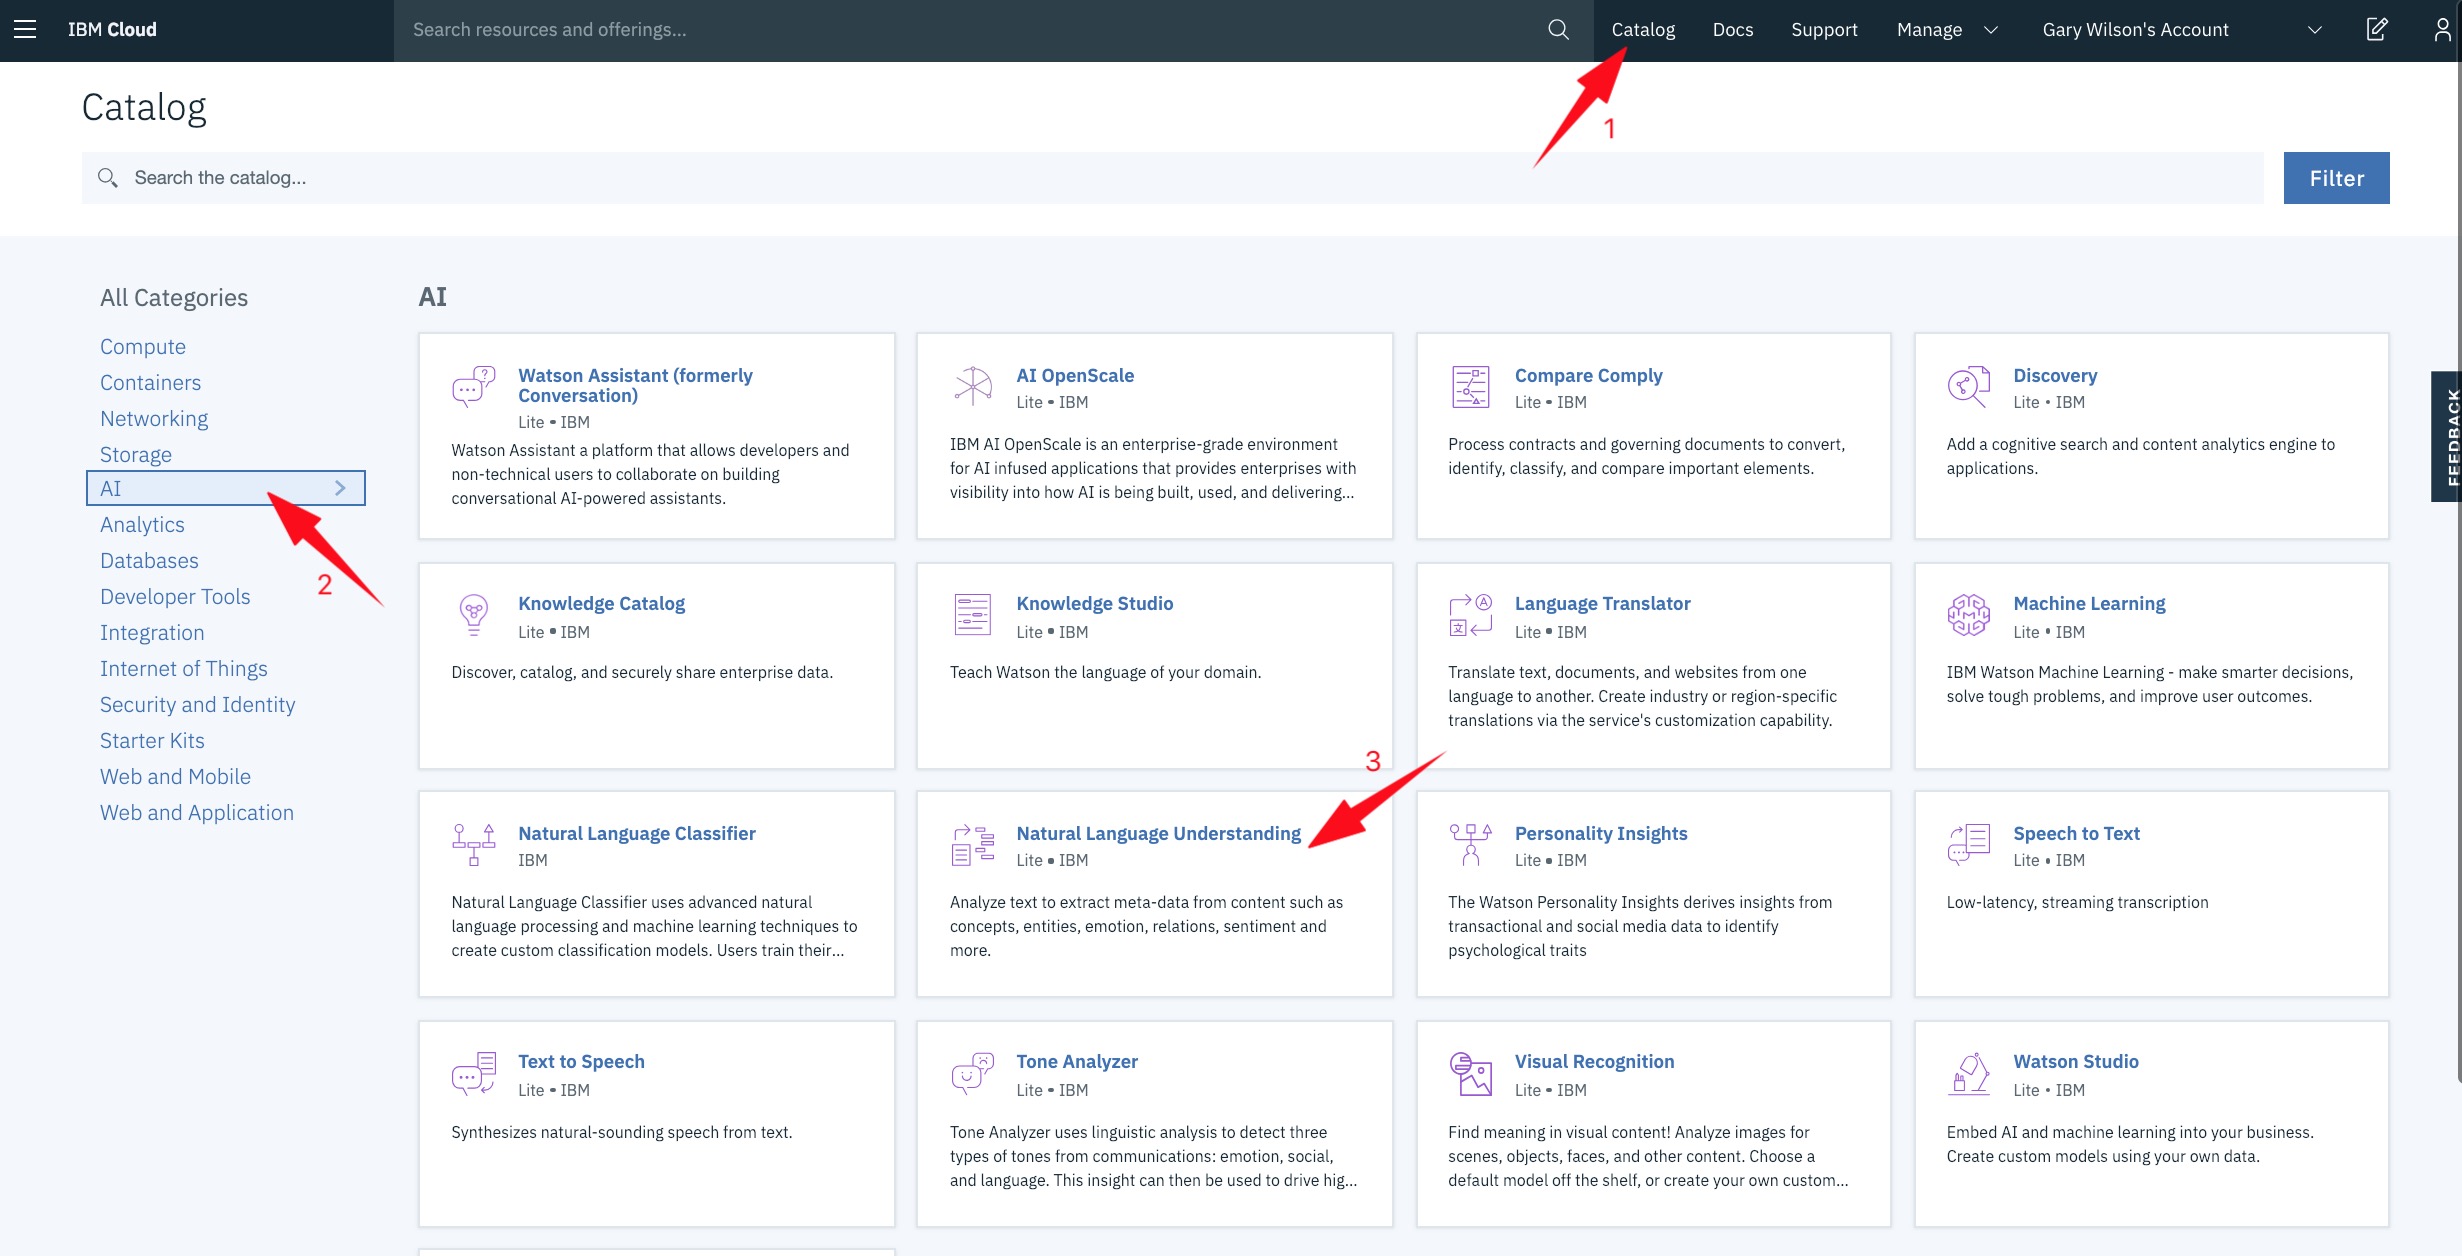 IBM Cloud
Search resources and offerings...
Catalog
Docs
Support
Manage
Gary Wilson's Account
Catalog
1
Search the catalog...
Filter
All Categories
Compute
Containers
Networking
Storage
AI
Analytics
Databases
Developer Tools
Integration
Internet of Things
Security and Identity
Starter Kits
Web and Mobile
Web and Application
2
AI
Watson Assistant (formerly
Conversation)
Lite • IBM
Watson Assistant a platform that allows developers and
non-technical users to collaborate on building
conversational AI-powered assistants.
AI OpenScale
Lite • IBM
IBM AI OpenScale is an enterprise-grade environment
for AI infused applications that provides enterprises with
visibility into how AI is being built, used, and delivering...
Compare Comply
Lite • IBM
Process contracts and governing documents to convert,
identify, classify, and compare important elements.
Discovery
Lite • IBM
Add a cognitive search and content analytics engine to
applications.
FEEDBACK
Knowledge Catalog
Lite • IBM
Discover, catalog, and securely share enterprise data.
Knowledge Studio
Lite • IBM
Teach Watson the language of your domain.
A
文
Language Translator
Lite • IBM
Translate text, documents, and websites from one
language to another. Create industry or region-specific
translations via the service's customization capability.
Machine Learning
Lite • IBM
IBM Watson Machine Learning - make smarter decisions,
solve tough problems, and improve user outcomes.
3
Natural Language Classifier
IBM
Natural Language Classifier uses advanced natural
language processing and machine learning techniques to
create custom classification models. Users train their...
Natural Language Understanding
Lite • IBM
Analyze text to extract meta-data from content such as
concepts, entities, emotion, relations, sentiment and
more.
Personality Insights
Lite • IBM
The Watson Personality Insights derives insights from
transactional and social media data to identify
psychological traits
Speech to Text
Lite • IBM
Low-latency, streaming transcription
Text to Speech
Lite • IBM
Synthesizes natural-sounding speech from text.
Tone Analyzer
Lite • IBM
Tone Analyzer uses linguistic analysis to detect three
types of tones from communications: emotion, social,
and language. This insight can then be used to drive hig...
Visual Recognition
Lite • IBM
Find meaning in visual content! Analyze images for
scenes, objects, faces, and other content. Choose a
default model off the shelf, or create your own custom...
Watson Studio
Lite • IBM
Embed AI and machine learning into your business.
Create custom models using your own data.